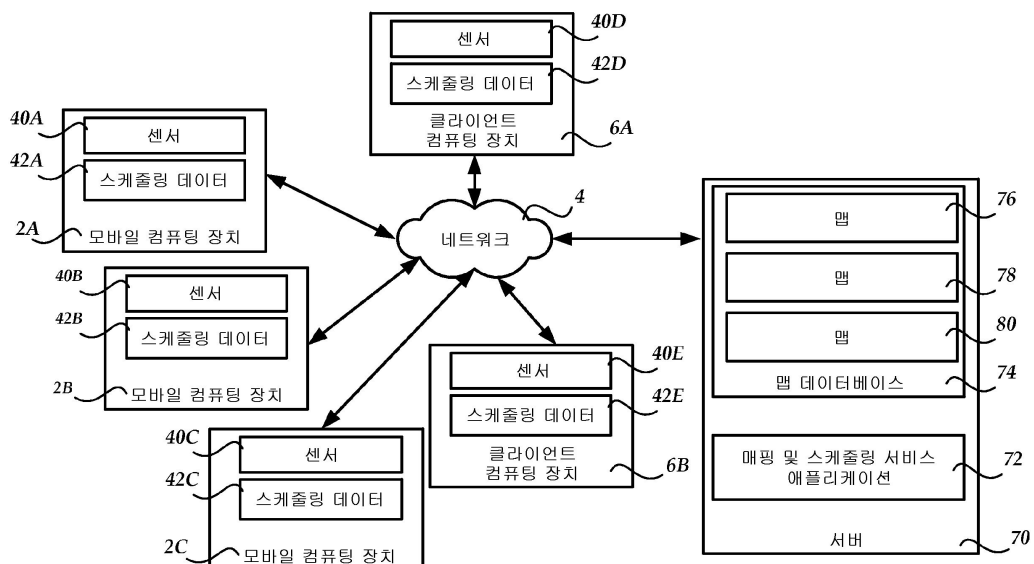 센서
40D
스케줄링 데이터
42D
클라이언트
컴퓨팅 장치
6A
40A
센서
42A
스케줄링 데이터
2A
모바일 컴퓨팅 장치
4
네트워크
40B
센서
42B
스케줄링 데이터
2B
모바일 컴퓨팅 장치
40C
센서
42C
스케줄링 데이터
2C
모바일 컴퓨팅 장치
센서
40E
스케줄링 데이터
42E
클라이언트
컴퓨팅 장치
6B
맵
76
맵
78
맵
80
맵 데이터베이스
74
매핑 및 스케줄링 서비스
애플리케이션
72
서버
70